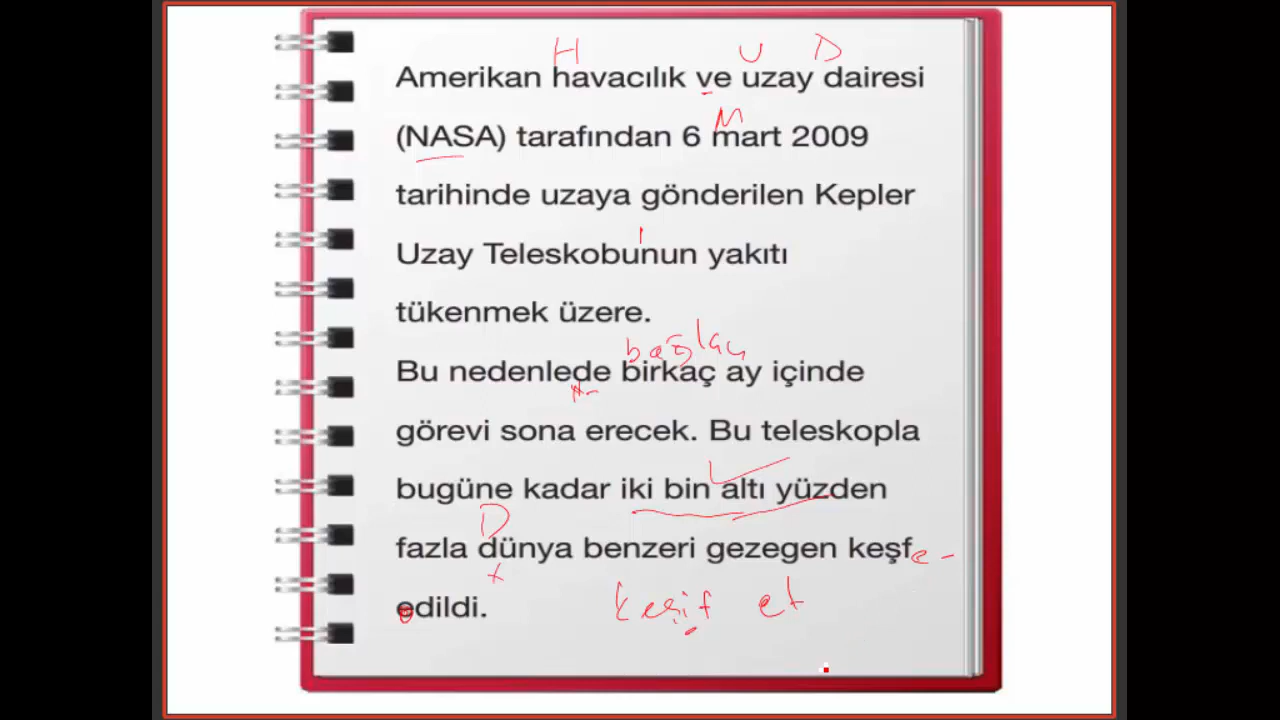 H U D
Amerikan havacılık ve uzay dairesi
M
(NASA) tarafından 6 mart 2009
tarihinde uzaya gönderilen Kepler
Uzay Teleskobunun yakıtı
tükenmek üzere.
bağlaç
Bu nedenlede birkaç ay içinde
görevi sona erecek. Bu teleskopla
bugüne kadar iki bin altı yüzden
D
fazla dünya benzeri gezegen keşfe-
edildi. keşif et